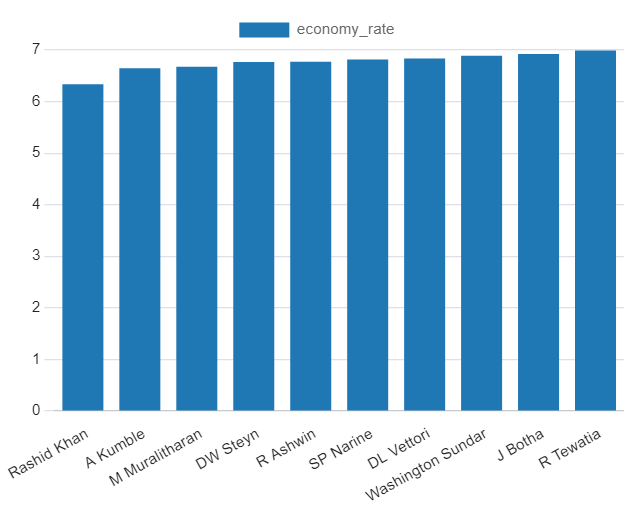 economy_rate
7
6
5
4
3
2
1
0
Rashid Khan
A Kumble
M Muralitharan
DW Steyn
R Ashwin
SP Narine
DL Vettori
Washington Sundar
J Botha
R Tewatia